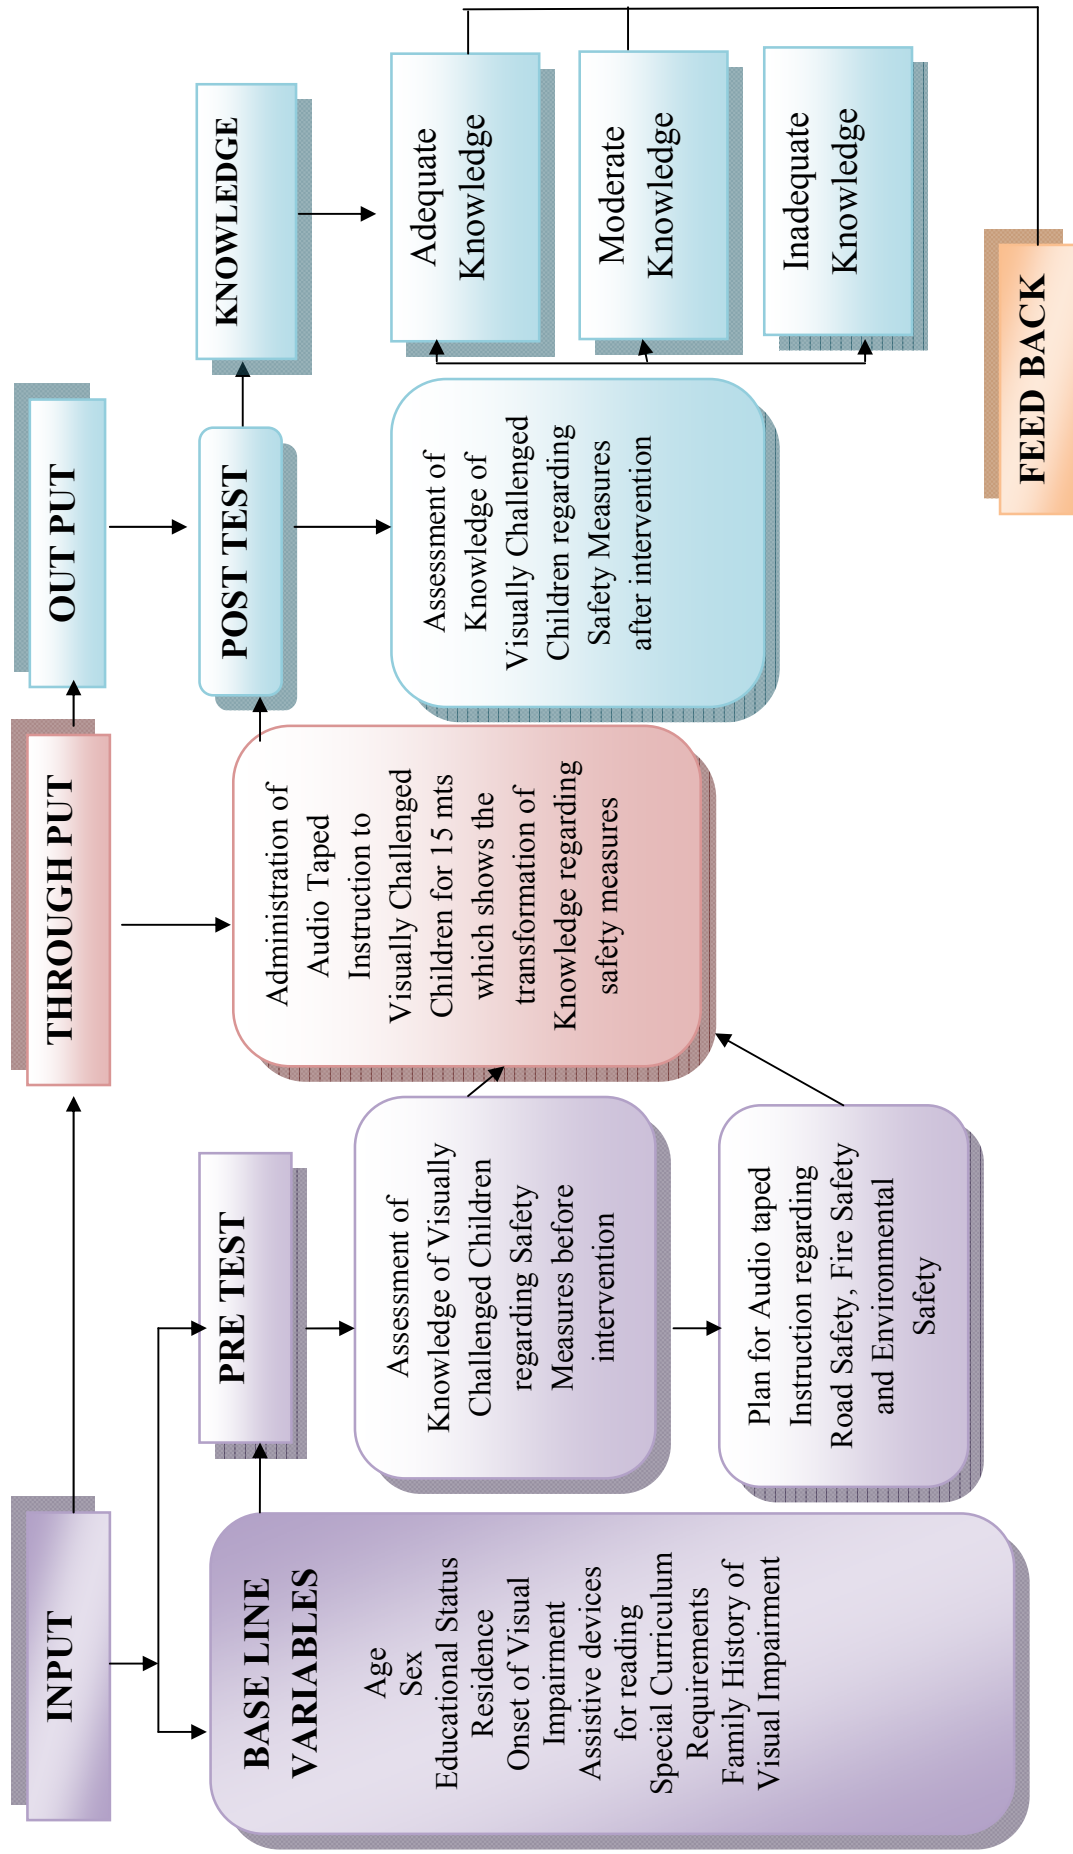 INPUT
THROUGH PUT
OUT PUT
BASE LINE
VARIABLES
Age
Sex
Educational Status
Residence
Onset of Visual
Impairment
Assistive devices
for reading
Special Curriculum
Requirements
Family History of
Visual Impairment
PRE TEST
Assessment of
Knowledge of Visually
Challenged Children
regarding Safety
Measures before
intervention
Plan for Audio taped
Instruction regarding
Road Safety, Fire Safety
and Environmental
Safety
Administration of
Audio Taped
Instruction to
Visually Challenged
Children for 15 mts
which shows the
transformation of
Knowledge regarding
safety measures
POST TEST
Assessment of
Knowledge of
Visually Challenged
Children regarding
Safety Measures
after intervention
KNOWLEDGE
Adequate
Knowledge
Moderate
Knowledge
Inadequate
Knowledge
FEED BACK